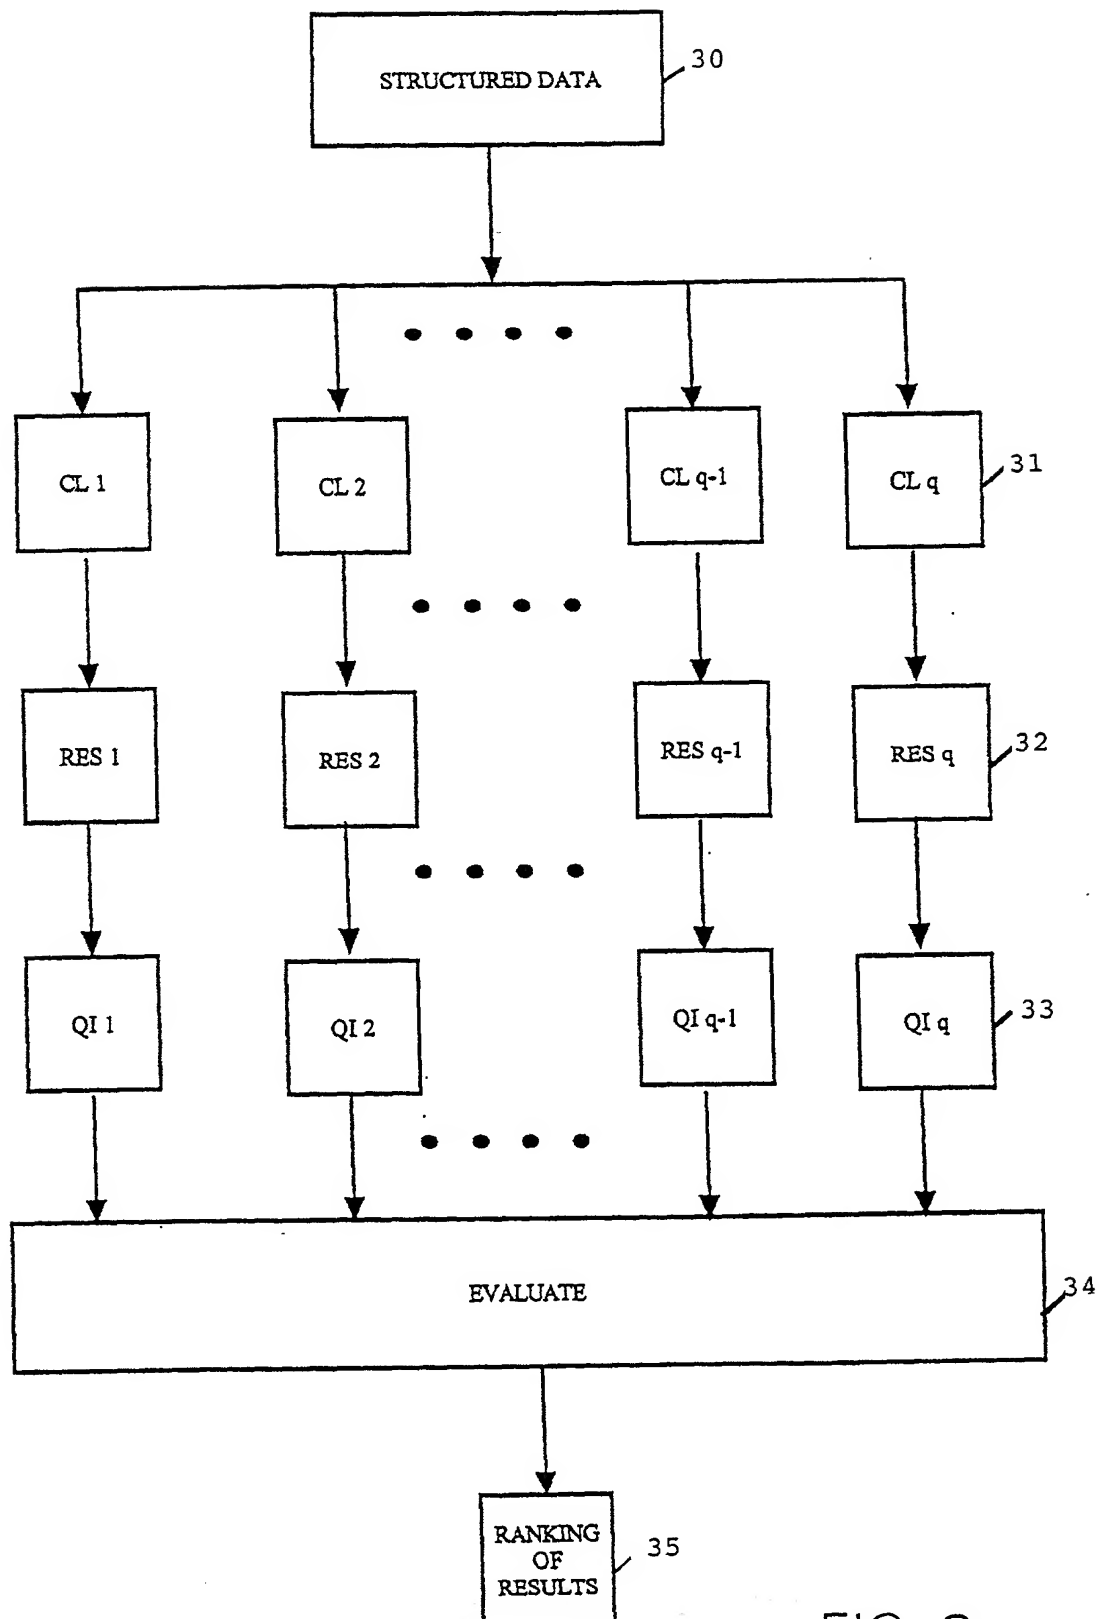 STRUCTURED DATA
30
CL 1
CL 2
CL q-1
CL q
31
RES 1
RES 2
RES q-1
RES q
32
QI 1
QI 2
QI q-1
QI q
33
EVALUATE
34
RANKING
OF
RESULTS
35